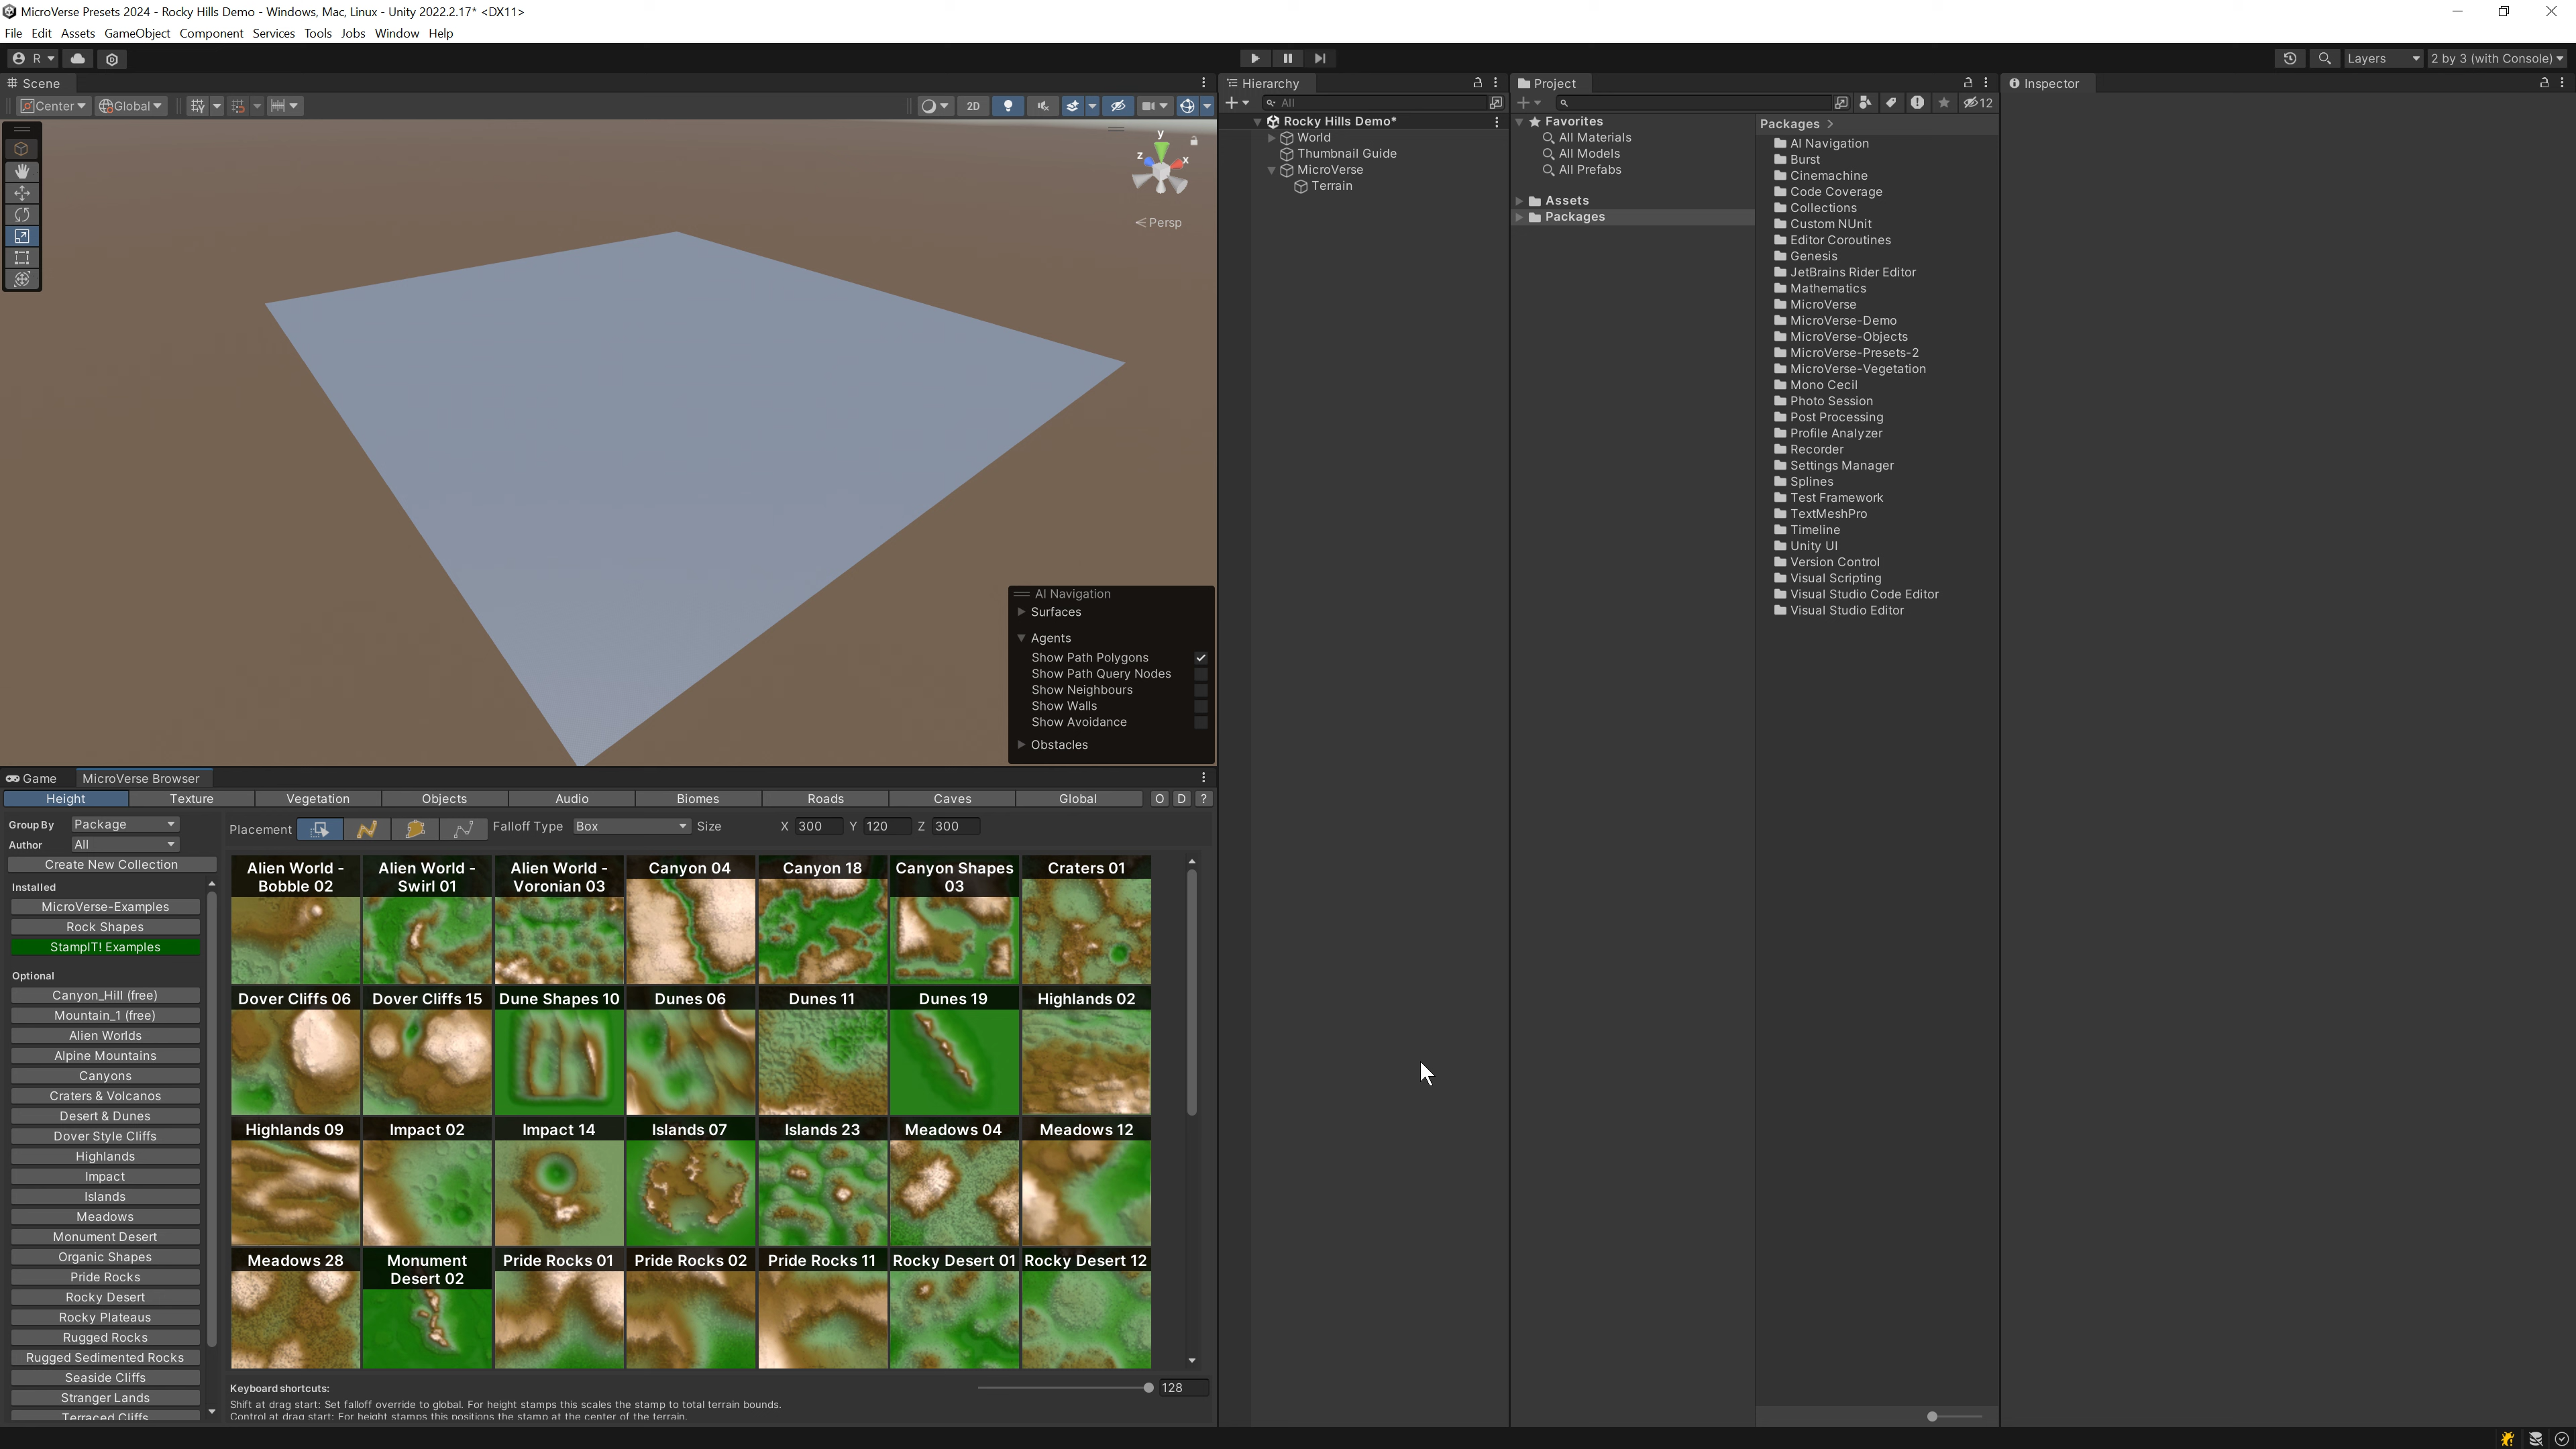 MicroVerse Presets 2024 - Rocky Hills Demo - Windows, Mac, Linux - Unity 2022.2.17* <DX11>
File Edit Assets GameObject Component Services Tools Jobs Window Help
R Layers 2 by 3 (with Console)
Scene
Center Global 2D
y
z
x
Persp
AI Navigation
Surfaces
Agents
Show Path Polygons
Show Path Query Nodes
Show Neighbours
Show Walls
Show Avoidance
Obstacles
Game MicroVerse Browser
Height Texture Vegetation Objects Audio Biomes Roads Caves Global O D ?
Group By Package
Author All
Create New Collection
Installed
MicroVerse-Examples
Rock Shapes
StampIT! Examples
Optional
Canyon_Hill (free)
Mountain_1 (free)
Alien Worlds
Alpine Mountains
Canyons
Craters & Volcanos
Desert & Dunes
Dover Style Cliffs
Highlands
Impact
Islands
Meadows
Monument Desert
Organic Shapes
Pride Rocks
Rocky Desert
Rocky Plateaus
Rugged Rocks
Rugged Sedimented Rocks
Seaside Cliffs
Stranger Lands
Terraced Cliffs
Placement Falloff Type Box Size X 300 Y 120 Z 300
Alien World - Bobble 02
Alien World - Swirl 01
Alien World - Voronian 03
Canyon 04
Canyon 18
Canyon Shapes 03
Craters 01
Dover Cliffs 06
Dover Cliffs 15
Dune Shapes 10
Dunes 06
Dunes 11
Dunes 19
Highlands 02
Highlands 09
Impact 02
Impact 14
Islands 07
Islands 23
Meadows 04
Meadows 12
Meadows 28
Monument Desert 02
Pride Rocks 01
Pride Rocks 02
Pride Rocks 11
Rocky Desert 01
Rocky Desert 12
Keyboard shortcuts:
128
Shift at drag start: Set falloff override to global. For height stamps this scales the stamp to total terrain bounds.
Control at drag start: For height stamps this positions the stamp at the center of the terrain.
Hierarchy
All
Rocky Hills Demo*
World
Thumbnail Guide
MicroVerse
Terrain
Project
12
Favorites
All Materials
All Models
All Prefabs
Assets
Packages
Packages >
AI Navigation
Burst
Cinemachine
Code Coverage
Collections
Custom NUnit
Editor Coroutines
Genesis
JetBrains Rider Editor
Mathematics
MicroVerse
MicroVerse-Demo
MicroVerse-Objects
MicroVerse-Presets-2
MicroVerse-Vegetation
Mono Cecil
Photo Session
Post Processing
Profile Analyzer
Recorder
Settings Manager
Splines
Test Framework
TextMeshPro
Timeline
Unity UI
Version Control
Visual Scripting
Visual Studio Code Editor
Visual Studio Editor
Inspector